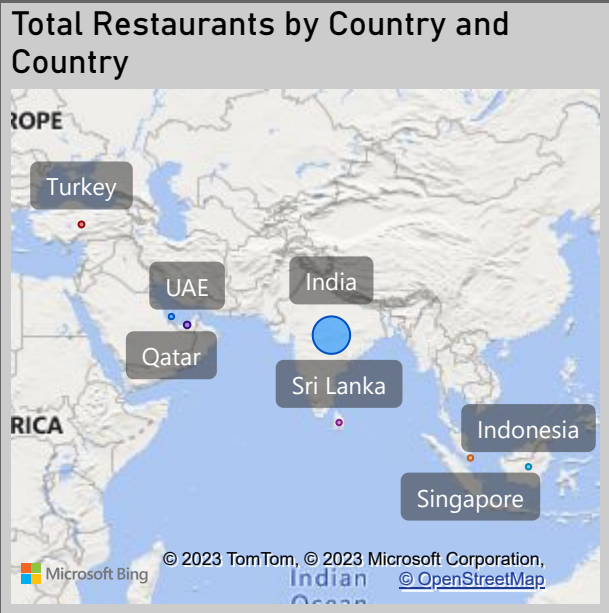 Total Restaurants by Country and
Country
ROPE
Turkey
UAE
India
Qatar
Sri Lanka
RICA
Indonesia
Singapore
© 2023 TomTom, © 2023 Microsoft Corporation,
Microsoft Bing
Indian
© OpenStreetMap
Ocean